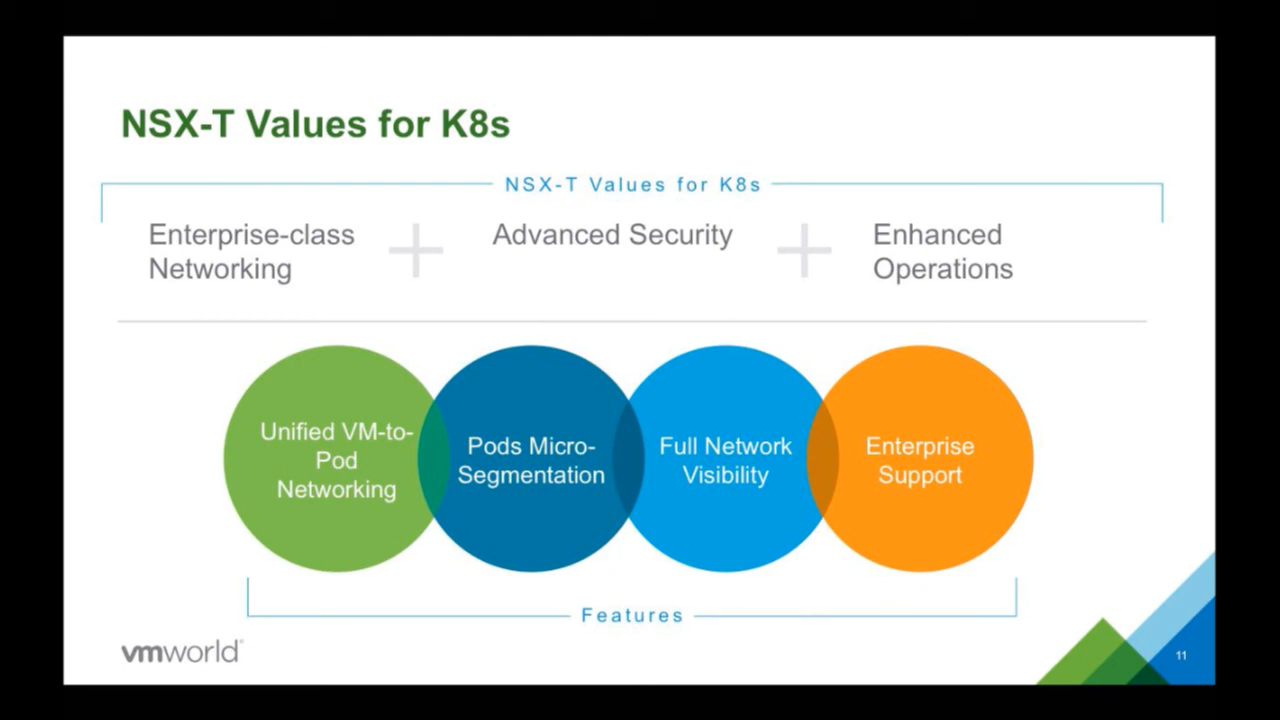 NSX-T Values for K8s
NSX-T Values for K8s
Enterprise-class
Networking
Advanced Security
Enhanced
Operations
Unified VM-to-
Pod
Networking
Pods Micro-
Segmentation
Full Network
Visibility
Enterprise
Support
Features
vmworld®
11